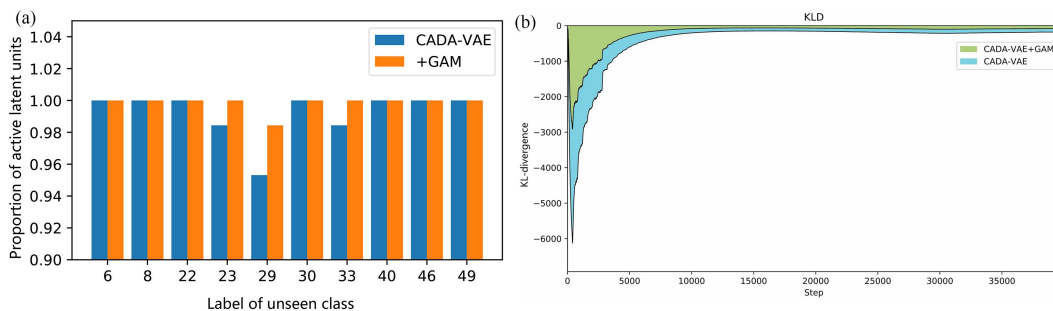 (a)
1.04
1.02
1.00
0.98
0.96
0.94
0.92
0.90
Proportion of active latent units
CADA-VAE
+GAM
6 8 22 23 29 30 33 40 46 49
Label of unseen class
(b)
KLD
0
−1000
−2000
−3000
−4000
−5000
−6000
KL-divergence
CADA-VAE+GAM
CADA-VAE
0 5000 10000 15000 20000 25000 30000 35000
Step